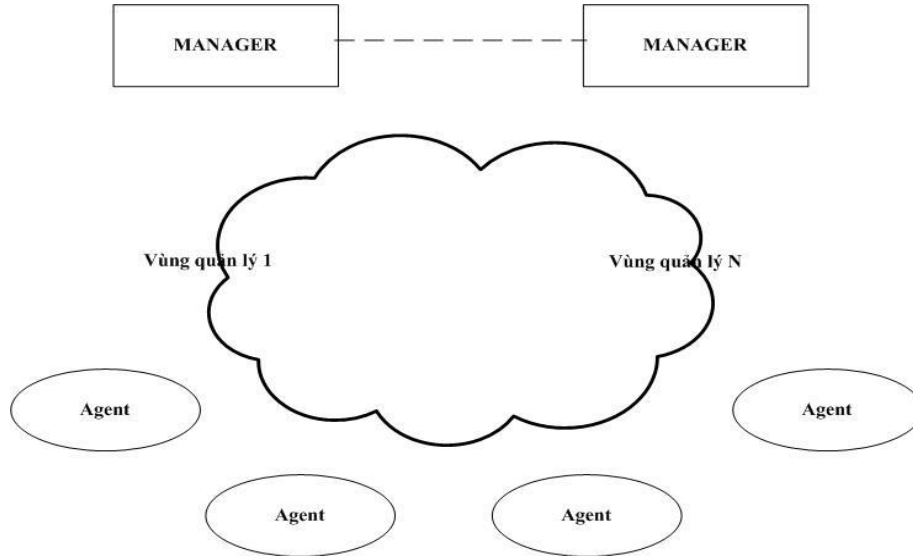 MANAGER
MANAGER
Vùng quản lý 1
Vùng quản lý N
Agent
Agent
Agent
Agent